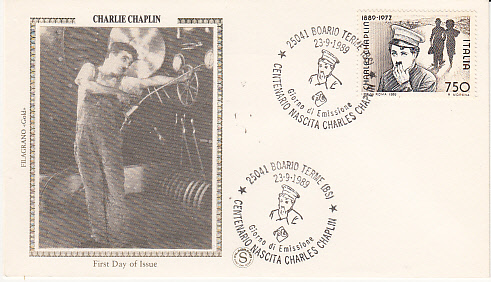 CHARLIE CHAPLIN
FILAGRANO «Gold»
First Day of Issue
25041 BOARIO TERME
23-9-1989
Giorno di Emissione
CENTENARIO NASCITA CHARLES CHAPLIN
1889-1977
CHARLIE CHAPLIN
ITALIA
750
25041 BOARIO TERME (BS)
23-9-1989
Giorno di Emissione
CENTENARIO NASCITA CHARLES CHAPLIN
S